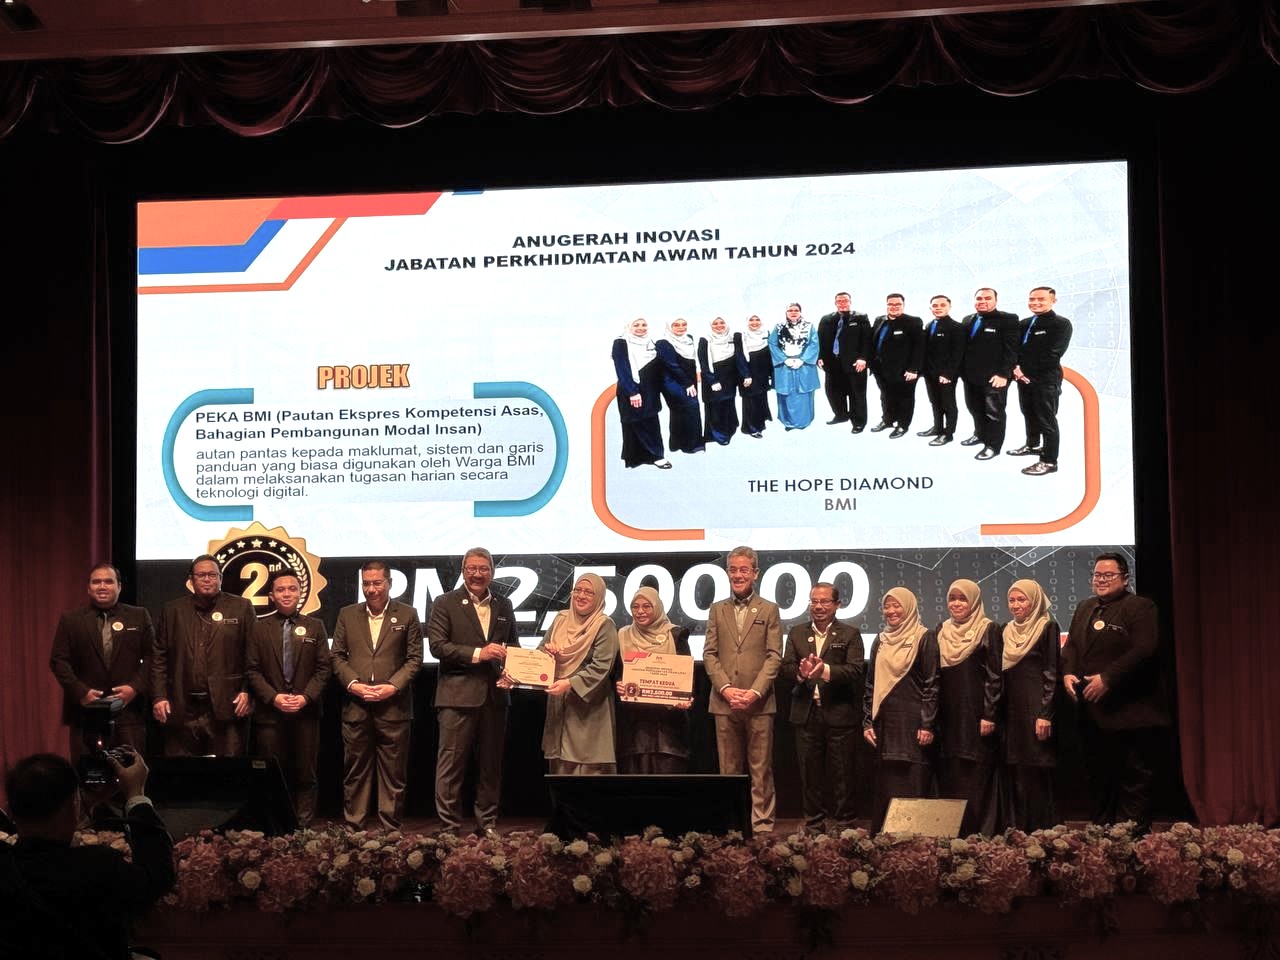 ANUGERAH INOVASI
JABATAN PERKHIDMATAN AWAM TAHUN 2024
PROJEK
PEKA BMI (Pautan Ekspres Kompetensi Asas,
Bahagian Pembangunan Modal Insan)
autan pantas kepada maklumat, sistem dan garis
panduan yang biasa digunakan oleh Warga BMI
dalam melaksanakan tugasan harian secara
teknologi digital.
THE HOPE DIAMOND
BMI
2nd
RM2,500.00
TEMPAT KEDUA
RM2,500.00
2